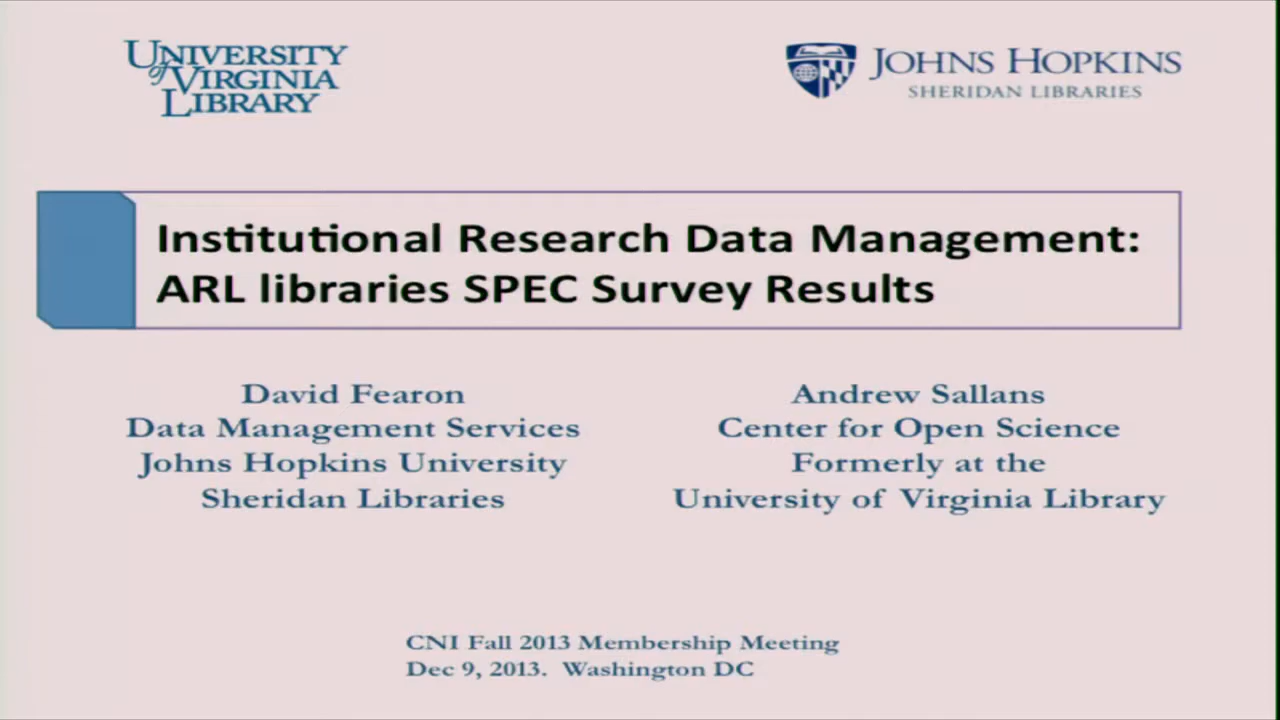 UNIVERSITY
of VIRGINIA
LIBRARY
JOHNS HOPKINS
SHERIDAN LIBRARIES
Institutional Research Data Management:
ARL libraries SPEC Survey Results
David Fearon
Data Management Services
Johns Hopkins University
Sheridan Libraries
Andrew Sallans
Center for Open Science
Formerly at the
University of Virginia Library
CNI Fall 2013 Membership Meeting
Dec 9, 2013. Washington DC